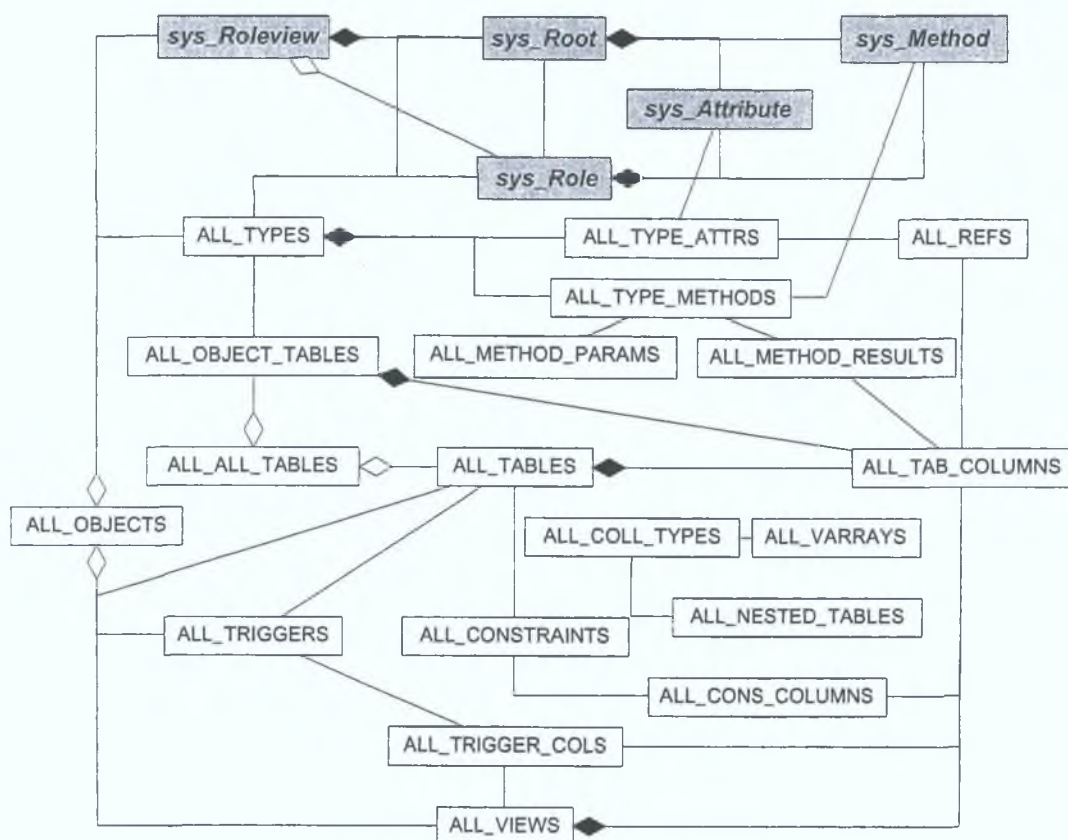 sys_Roleview
sys_Root
sys_Method
sys_Attribute
sys_Role
ALL_TYPES
ALL_TYPE_ATTRS
ALL_REFS
ALL_TYPE_METHODS
ALL_OBJECT_TABLES
ALL_METHOD_PARAMS
ALL_METHOD_RESULTS
ALL_ALL_TABLES
ALL_TABLES
ALL_TAB_COLUMNS
ALL_OBJECTS
ALL_COLL_TYPES
ALL_VARRAYS
ALL_NESTED_TABLES
ALL_TRIGGERS
ALL_CONSTRAINTS
ALL_CONS_COLUMNS
ALL_TRIGGER_COLS
ALL_VIEWS